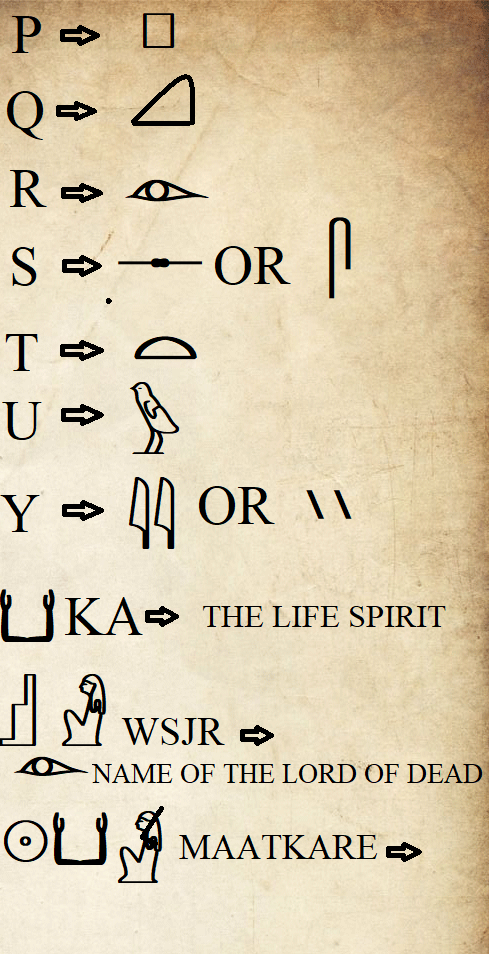 P ⇨ 𓊪
Q ⇨ 𓈎
R ⇨ 𓁹
S ⇨ 𓊃 OR 𓋴
T ⇨ 𓏏
U ⇨ 𓅱
Y ⇨ 𓇌 OR 𓏭
𓂓 KA ⇨ THE LIFE SPIRIT
𓊨 𓁐 WSJR ⇨
𓁹 NAME OF THE LORD OF DEAD
𓇳 𓂓 𓁦 MAATKARE ⇨